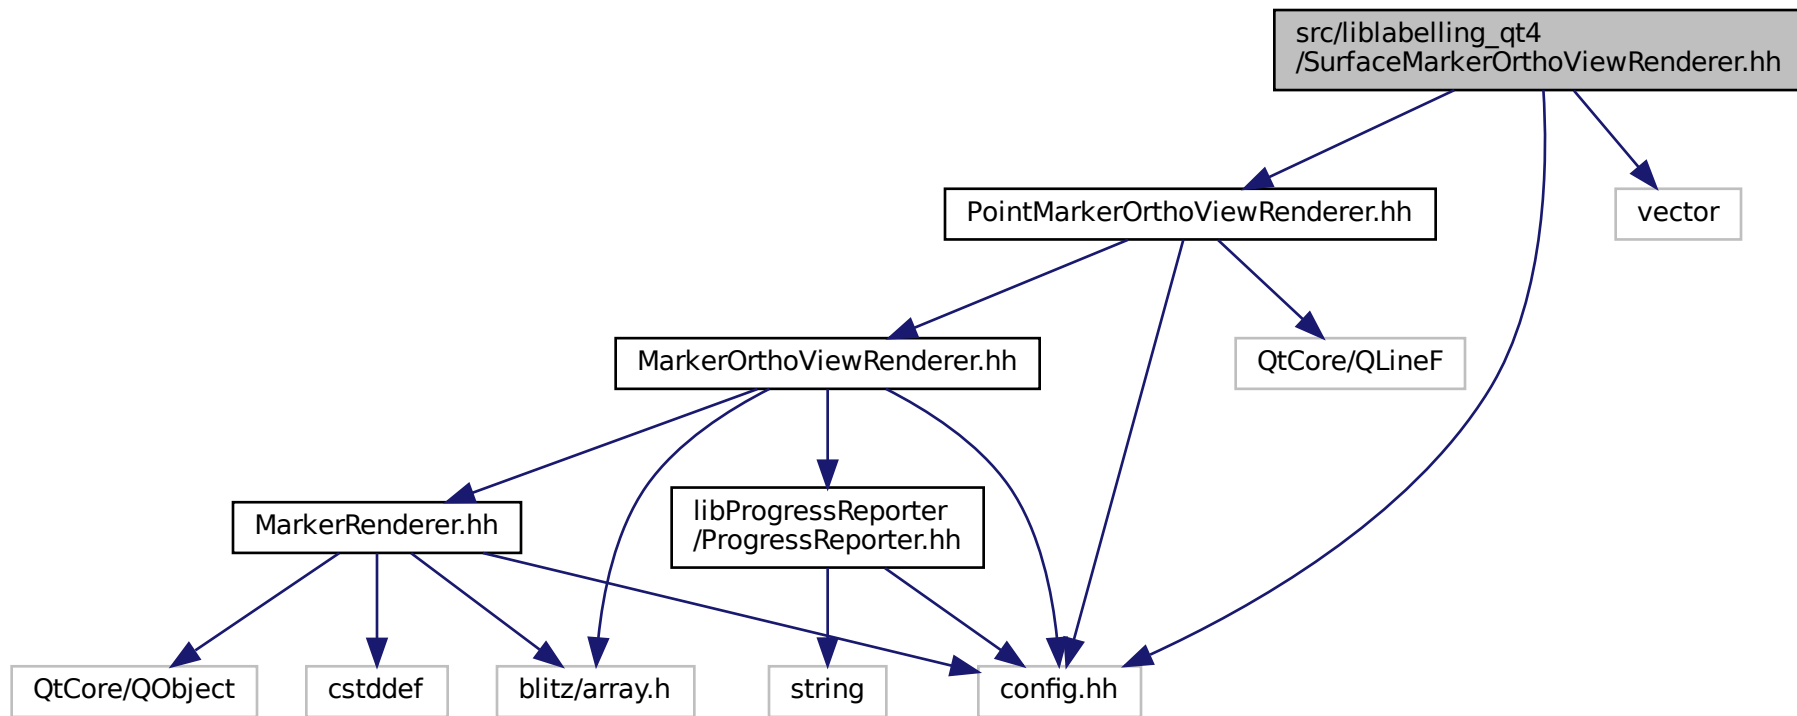 src/liblabelling_qt4
/SurfaceMarkerOrthoViewRenderer.hh
PointMarkerOrthoViewRenderer.hh
vector
MarkerOrthoViewRenderer.hh
QtCore/QLineF
MarkerRenderer.hh
libProgressReporter
/ProgressReporter.hh
QtCore/QObject
cstddef
blitz/array.h
string
config.hh